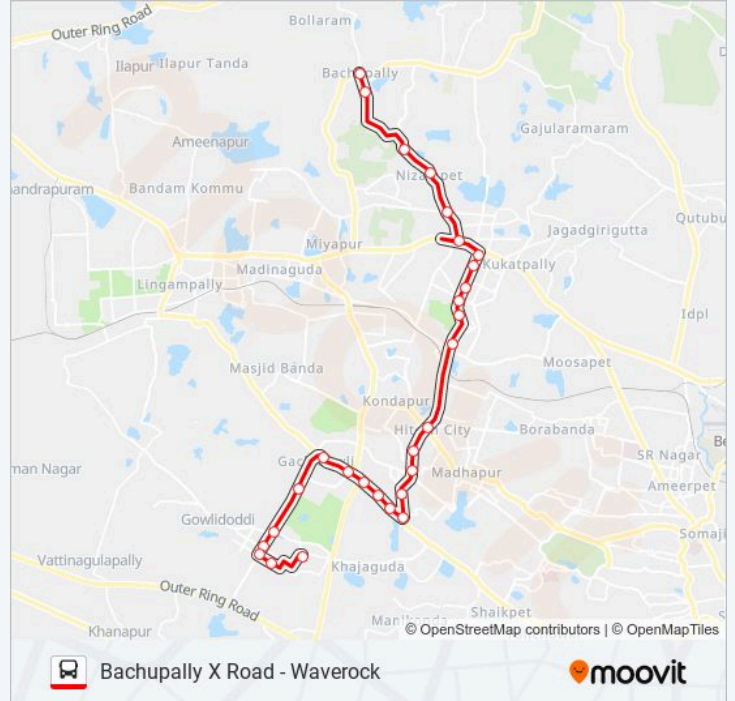 Outer Ring Road
Bollaram
Ilapur
Ilapur Tanda
Bachupally
Gajularamaram
Ameenapur
Nizampet
andrapuram
Bandam Kommu
Qutubu
Jagadgirigutta
Miyapur
Madinaguda
Kukatpally
Lingampally
Idpl
Masjid Banda
Moosapet
Kondapur
Hitech City
Borabanda
Be
SR Nagar
man Nagar
Madhapur
Ameerpet
Gowlidoddi
Somaji
Vattinagulapally
Khajaguda
Outer Ring Road
Shaikpet
Manikonda
Khanapur
© OpenStreetMap contributors | © OpenMapTiles
Bachupally X Road - Waverock
moovit